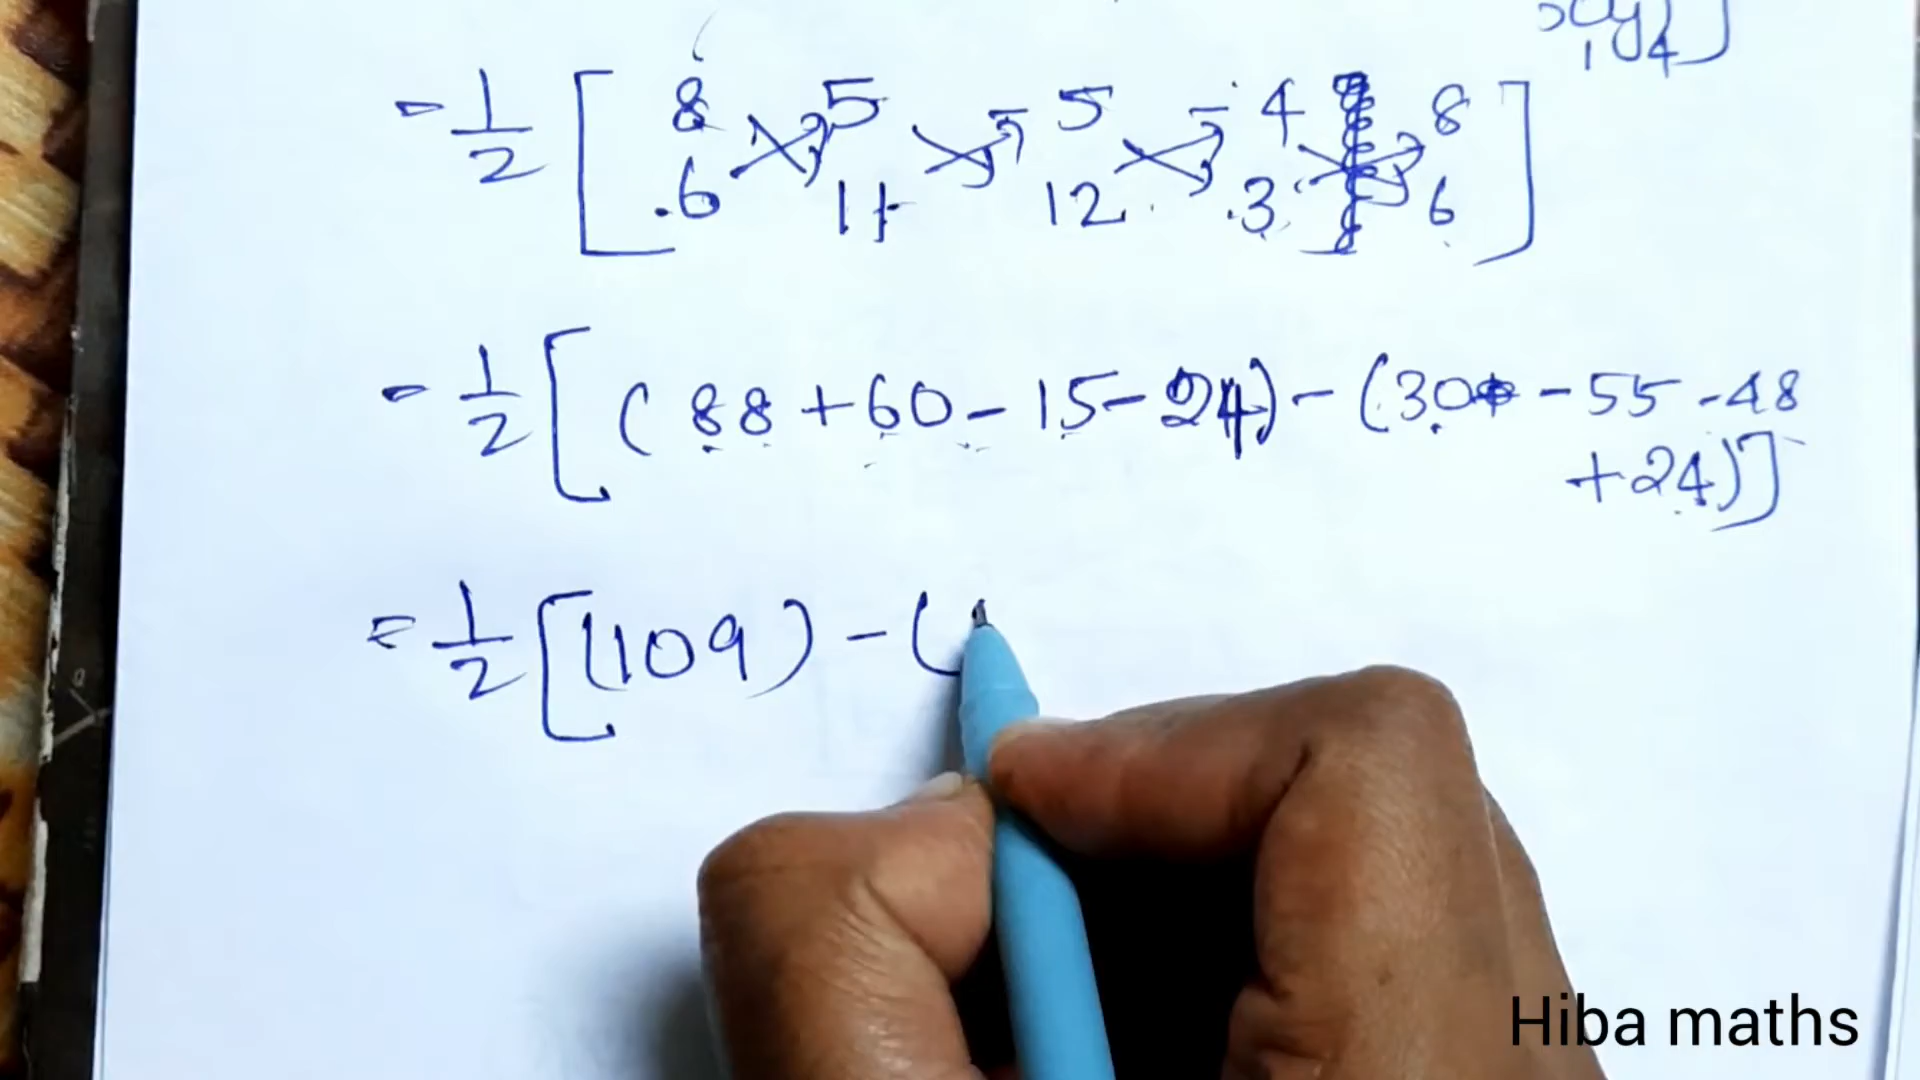 = 1/2 [ 8 5 -5 -4 8
6 11 12 3 6 ]
= 1/2 [ ( 88 + 60 - 15 - 24 ) - ( 30 - 55 - 48
+ 24 ) ]
= 1/2 [ ( 109 ) - (
Hiba maths